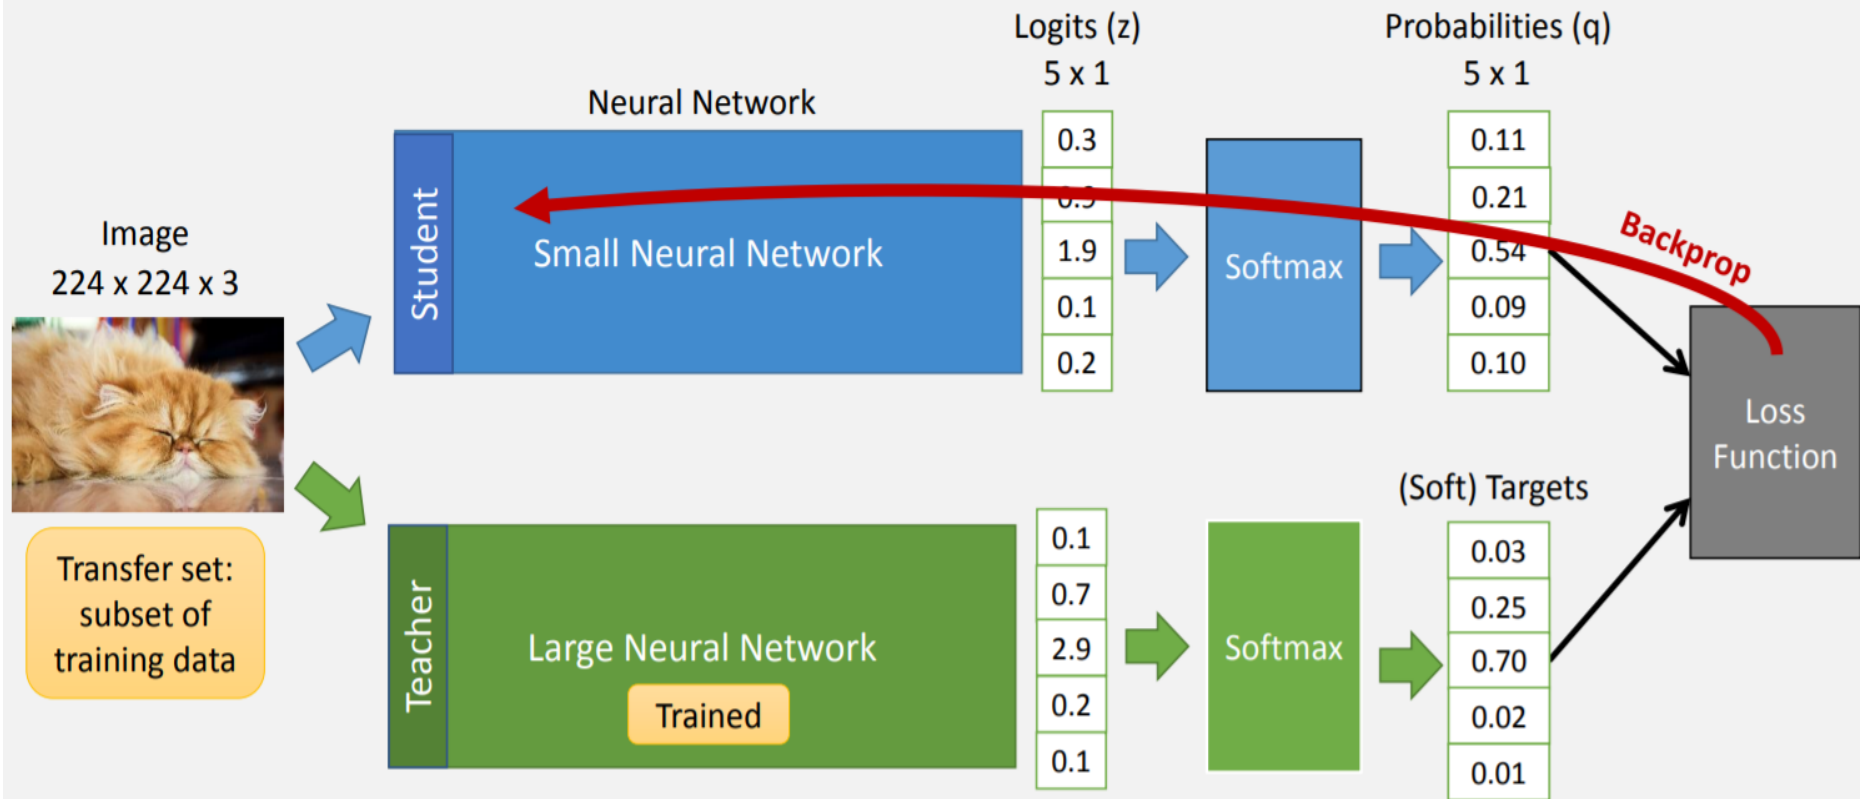 Logits (z)
5 x 1
Probabilities (q)
5 x 1
Neural Network
Image
224 x 224 x 3
Student
Small Neural Network
0.3
0.9
1.9
0.1
0.2
Softmax
0.11
0.21
0.54
0.09
0.10
Backprop
Loss
Function
Transfer set:
subset of
training data
Teacher
Large Neural Network
Trained
0.1
0.7
2.9
0.2
0.1
Softmax
(Soft) Targets
0.03
0.25
0.70
0.02
0.01